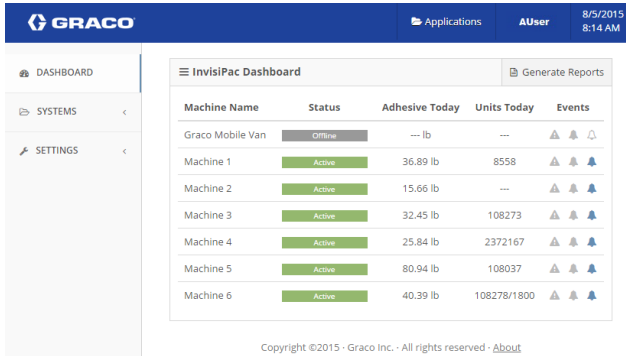 GRACO
Applications
AUser
8/5/2015
8:14 AM
DASHBOARD
SYSTEMS
SETTINGS
InvisiPac Dashboard
Generate Reports
Machine Name Status Adhesive Today Units Today Events
Graco Mobile Van Offline --- lb ---
Machine 1 Active 36.89 lb 8558
Machine 2 Active 15.66 lb ---
Machine 3 Active 32.45 lb 108273
Machine 4 Active 25.84 lb 2372167
Machine 5 Active 80.94 lb 108037
Machine 6 Active 40.39 lb 108278/1800
Copyright ©2015 · Graco Inc. · All rights reserved · About